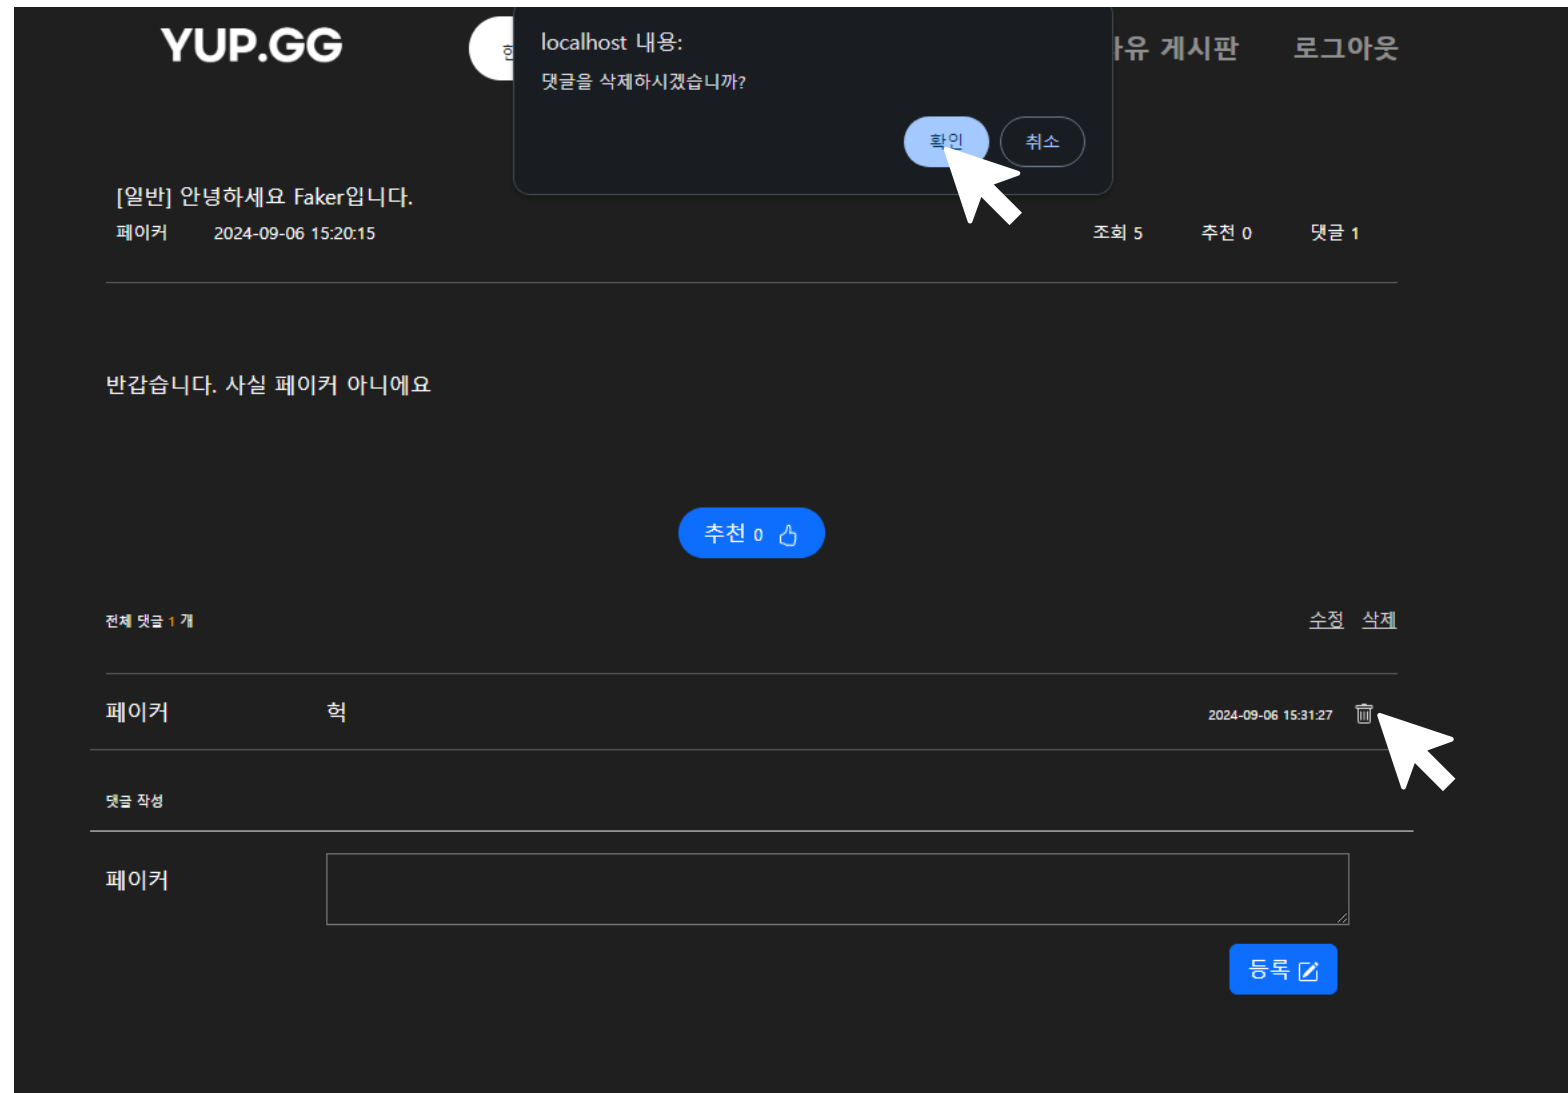 YUP.GG
localhost 내용:
댓글을 삭제하시겠습니까?
확인 취소
게시판 로그아웃
[일반] 안녕하세요 Faker입니다.
페이커 2024-09-06 15:20:15 조회 5 추천 0 댓글 1
반갑습니다. 사실 페이커 아니에요
추천 0
전체 댓글 1 개 수정 삭제
페이커 헉 2024-09-06 15:31:27
댓글 작성
페이커
등록